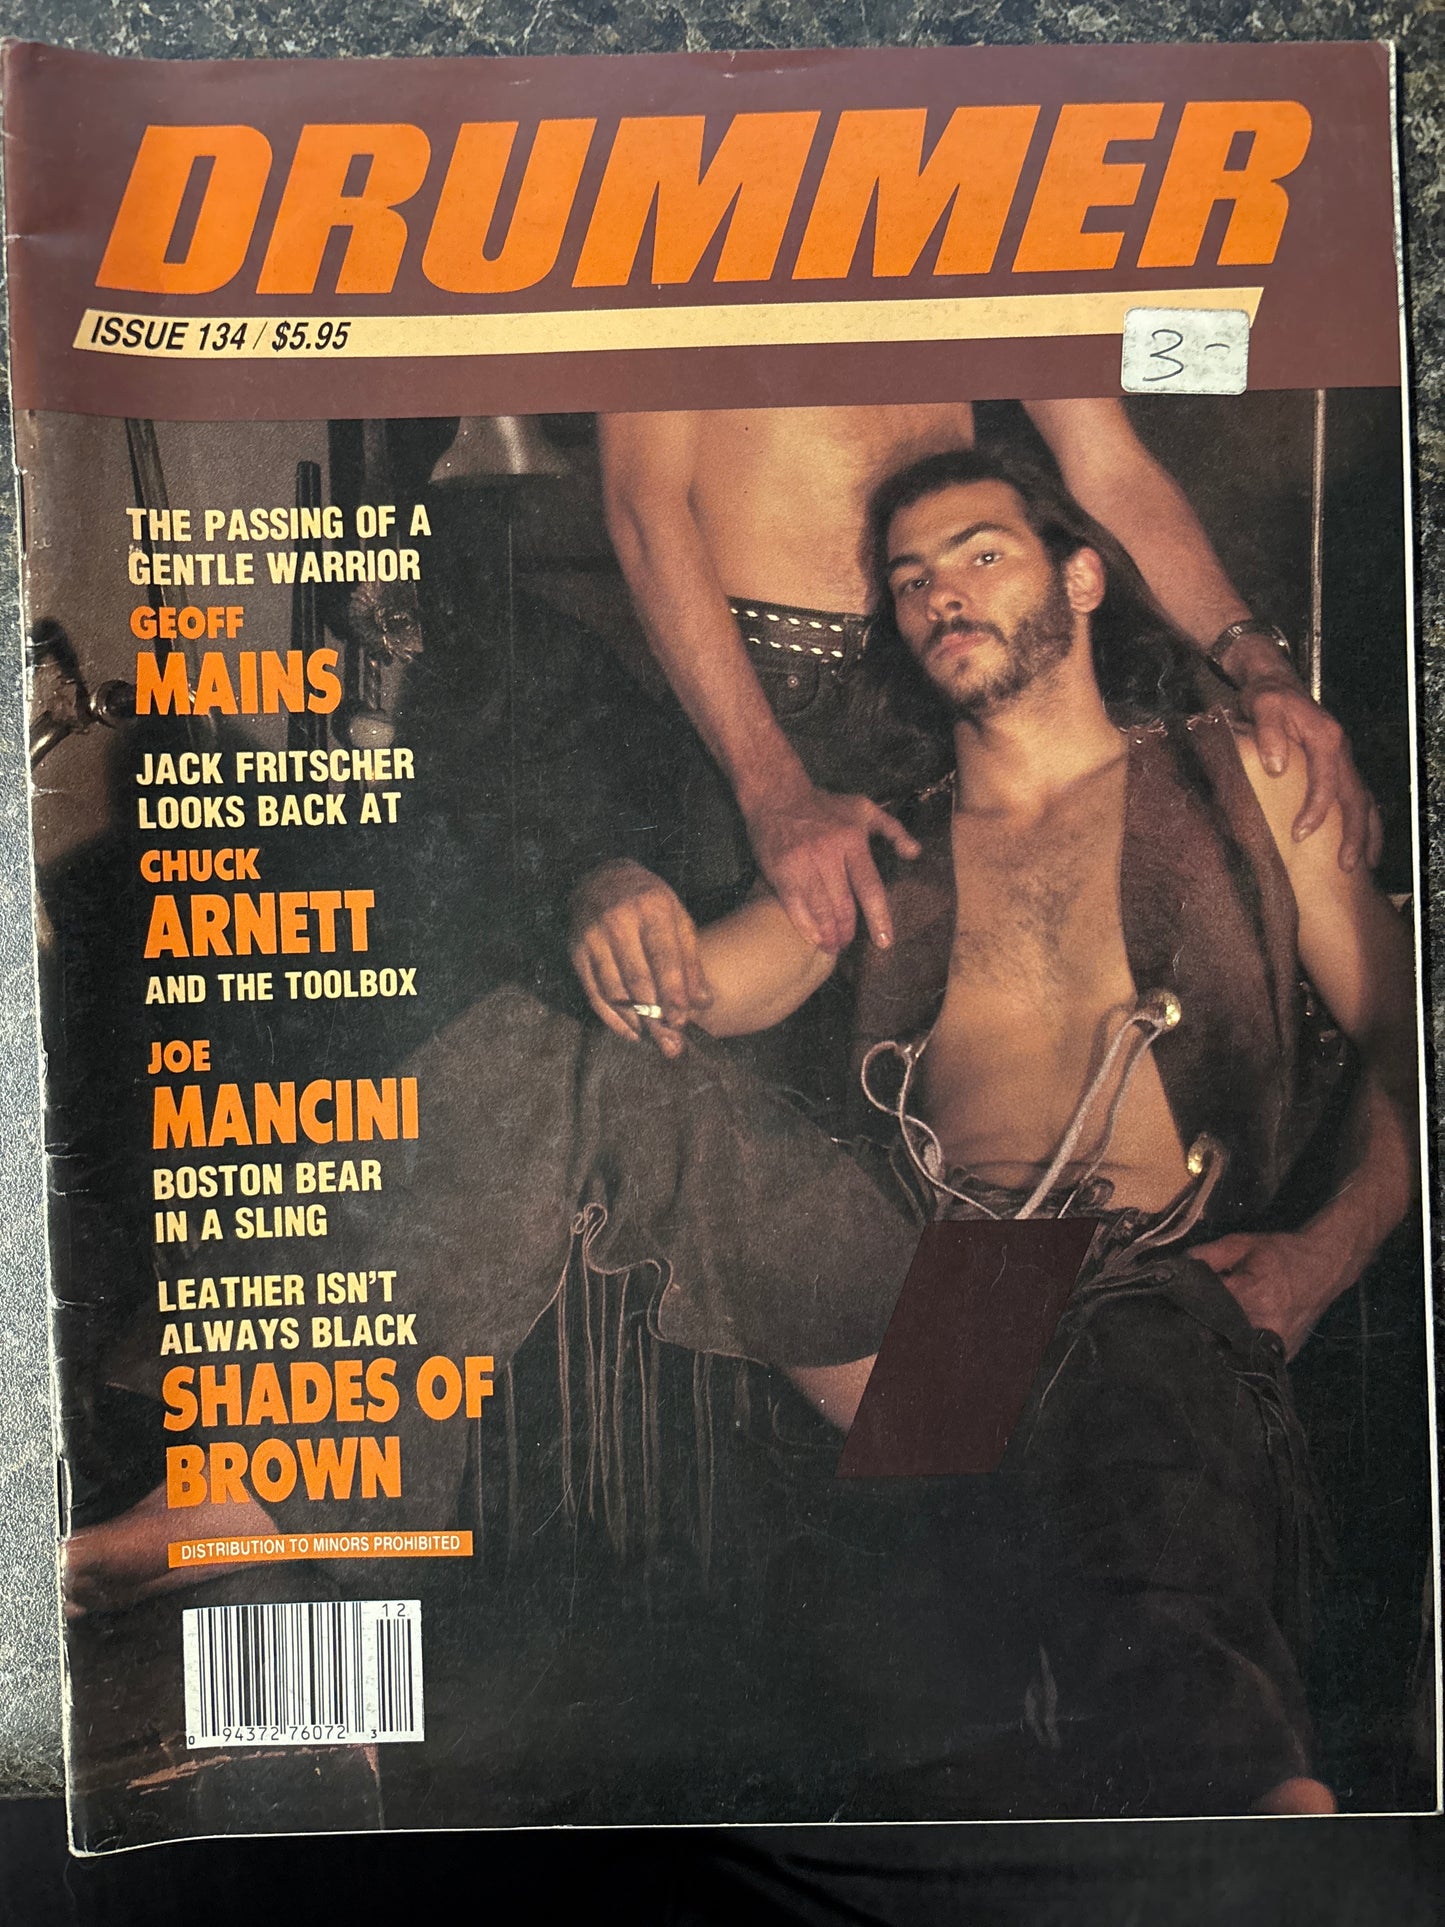 DRUMMER
ISSUE 134 / $5.95
3
THE PASSING OF A
GENTLE WARRIOR
GEOFF
MAINS
JACK FRITSCHER
LOOKS BACK AT
CHUCK
ARNETT
AND THE TOOLBOX
JOE
MANCINI
BOSTON BEAR
IN A SLING
LEATHER ISN'T
ALWAYS BLACK
SHADES OF
BROWN
DISTRIBUTION TO MINORS PROHIBITED
12
0 94372 76072 3